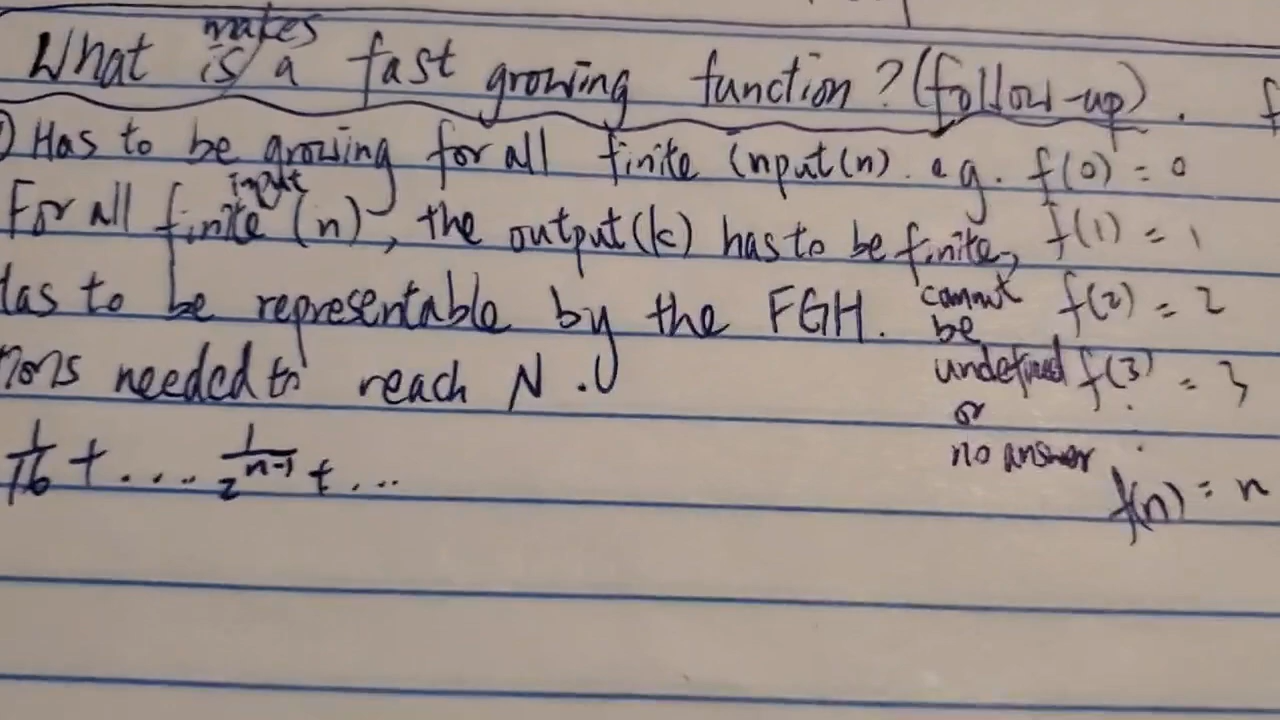 makes
What is a fast growing function? (follow-up).
) Has to be growing for all finite input (n). e.g. f(0) = 0
input
For all finite (n), the output (k) has to be finite, f(1) = 1
cannot be undefined or no answer
f(2) = 2
las to be representable by the FGH.
f(3) = 3
ions needed to reach N.
1/16 + .... 1/2^(n-1) + ...
f(n) = n